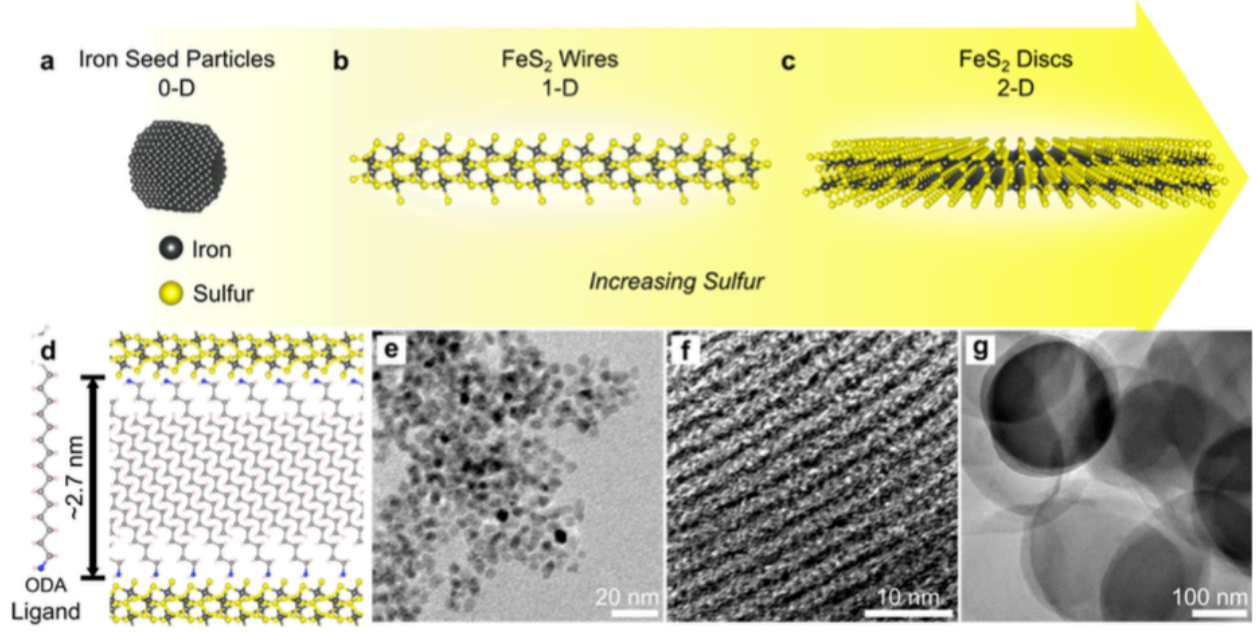 a Iron Seed Particles
0-D
b FeS₂ Wires
1-D
c FeS₂ Discs
2-D
Iron
Sulfur
Increasing Sulfur
d
~2.7 nm
ODA
Ligand
e
20 nm
f
10 nm
g
100 nm